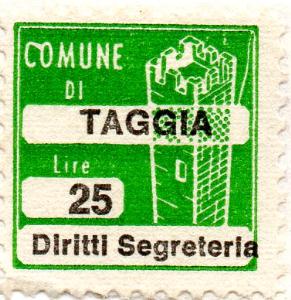 COMUNE
DI
TAGGIA
Lire
25
Diritti Segreteria